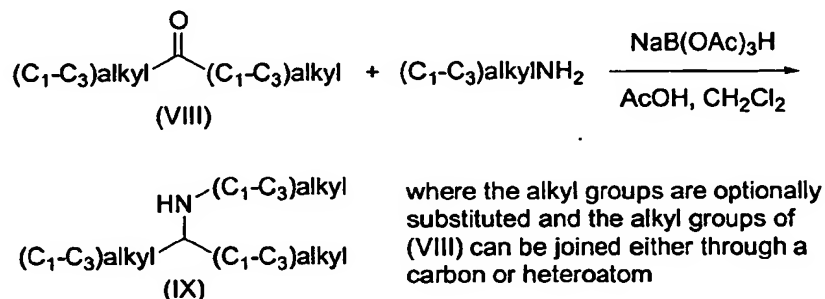 O
(C₁-C₃)alkyl (C₁-C₃)alkyl + (C₁-C₃)alkylNH₂ NaB(OAc)₃H
AcOH, CH₂Cl₂
(VIII)
HN (C₁-C₃)alkyl
(C₁-C₃)alkyl (C₁-C₃)alkyl
(IX)
where the alkyl groups are optionally
substituted and the alkyl groups of
(VIII) can be joined either through a
carbon or heteroatom